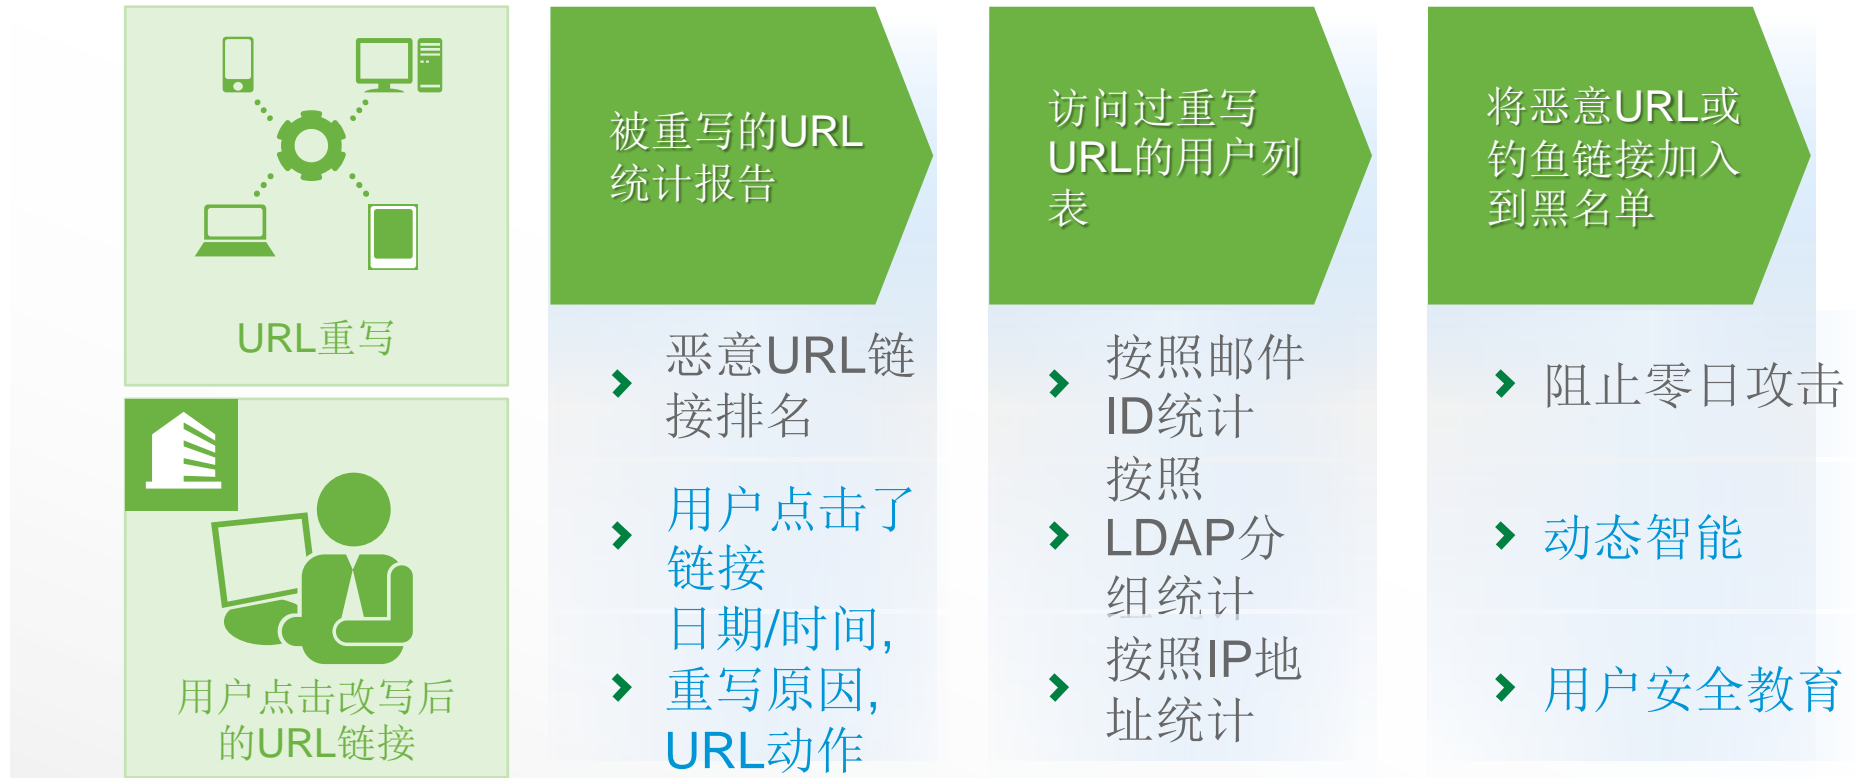 URL重写
用户点击改写后
的URL链接
被重写的URL
统计报告
恶意URL链
接排名
用户点击了
链接
日期/时间,
重写原因,
URL动作
访问过重写
URL的用户列
表
按照邮件
ID统计
按照
LDAP分
组统计
按照IP地
址统计
将恶意URL或
钓鱼链接加入
到黑名单
阻止零日攻击
动态智能
用户安全教育